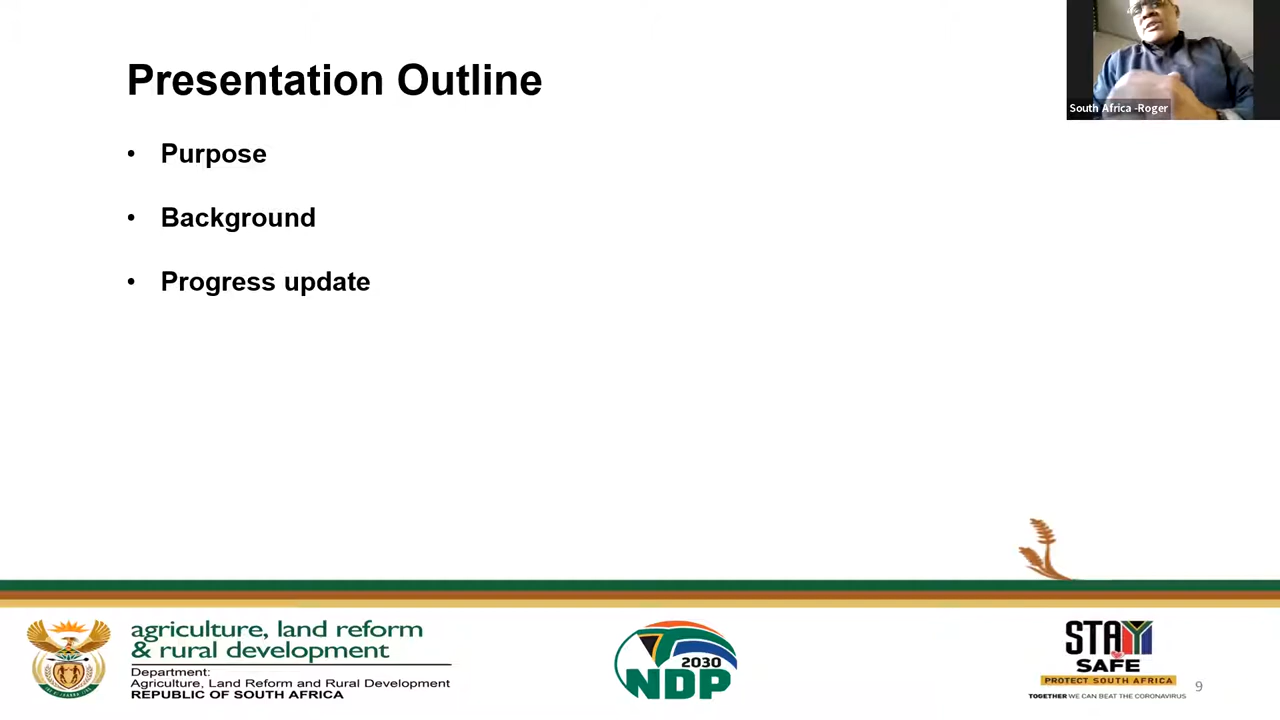 Presentation Outline
South Africa -Roger
• Purpose
• Background
• Progress update
agriculture, land reform
& rural development
Department:
Agriculture, Land Reform and Rural Development
REPUBLIC OF SOUTH AFRICA
2030
NDP
STAY
SAFE
PROTECT SOUTH AFRICA
TOGETHER WE CAN BEAT THE CORONAVIRUS
9